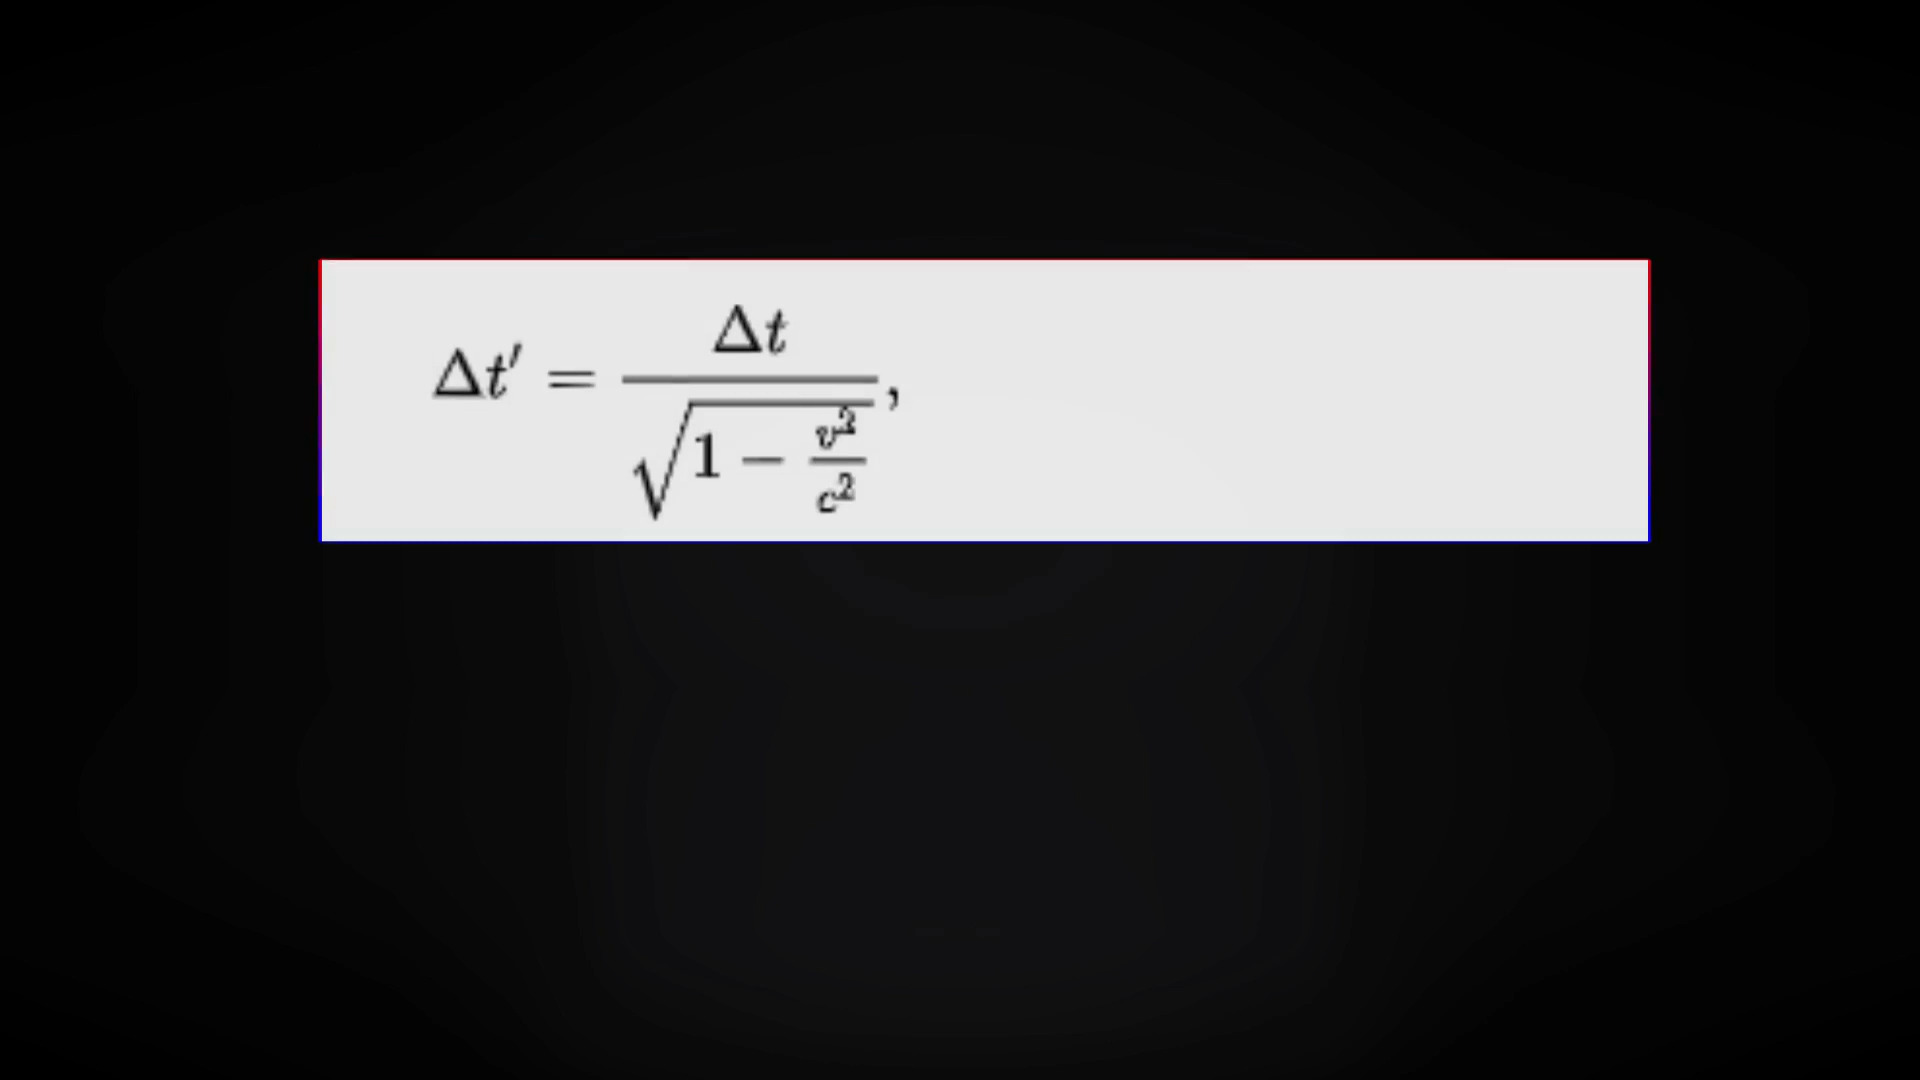 Δt′ = Δt / √(1 − v²/c²),